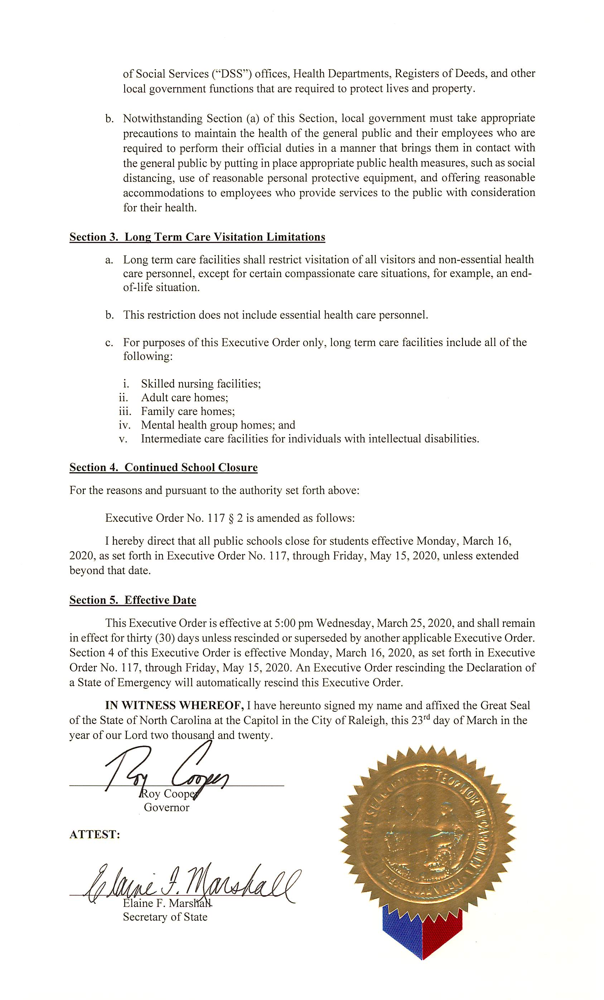 of Social Services (“DSS”) offices, Health Departments, Registers of Deeds, and other
local government functions that are required to protect lives and property.
b. Notwithstanding Section (a) of this Section, local government must take appropriate
precautions to maintain the health of the general public and their employees who are
required to perform their official duties in a manner that brings them in contact with
the general public by putting in place appropriate public health measures, such as social
distancing, use of reasonable personal protective equipment, and offering reasonable
accommodations to employees who provide services to the public with consideration
for their health.
Section 3. Long Term Care Visitation Limitations
a. Long term care facilities shall restrict visitation of all visitors and non-essential health
care personnel, except for certain compassionate care situations, for example, an end-
of-life situation.
b. This restriction does not include essential health care personnel.
c. For purposes of this Executive Order only, long term care facilities include all of the
following:
i. Skilled nursing facilities;
ii. Adult care homes;
iii. Family care homes;
iv. Mental health group homes; and
v. Intermediate care facilities for individuals with intellectual disabilities.
Section 4. Continued School Closure
For the reasons and pursuant to the authority set forth above:
Executive Order No. 117 § 2 is amended as follows:
I hereby direct that all public schools close for students effective Monday, March 16,
2020, as set forth in Executive Order No. 117, through Friday, May 15, 2020, unless extended
beyond that date.
Section 5. Effective Date
This Executive Order is effective at 5:00 pm Wednesday, March 25, 2020, and shall remain
in effect for thirty (30) days unless rescinded or superseded by another applicable Executive Order.
Section 4 of this Executive Order is effective Monday, March 16, 2020, as set forth in Executive
Order No. 117, through Friday, May 15, 2020. An Executive Order rescinding the Declaration of
a State of Emergency will automatically rescind this Executive Order.
IN WITNESS WHEREOF, I have hereunto signed my name and affixed the Great Seal
of the State of North Carolina at the Capitol in the City of Raleigh, this 23rd day of March in the
year of our Lord two thousand and twenty.
Roy Cooper
Roy Cooper
Governor
ATTEST:
Elaine F. Marshall
Elaine F. Marshall
Secretary of State
GREAT SEAL OF CAROLINA